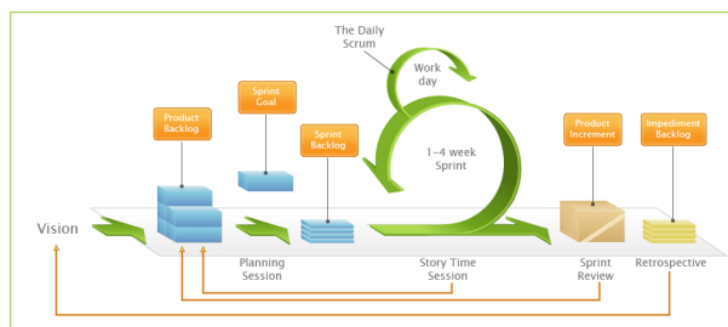 The Daily
Scrum
Work
day
Sprint
Goal
Product
Backlog
Sprint
Backlog
Product
Increment
Impediment
Backlog
1-4 week
Sprint
Vision
Planning
Session
Story Time
Session
Sprint
Review
Retrospective